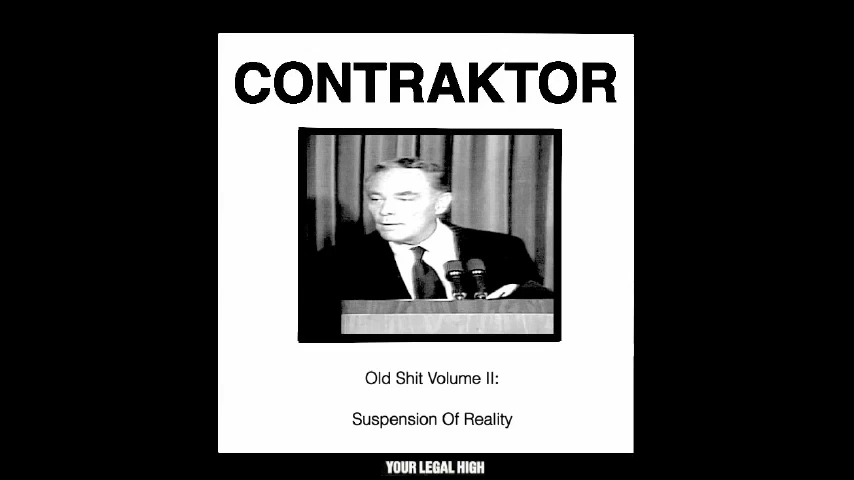 CONTRAKTOR
Old Shit Volume II:
Suspension Of Reality
YOUR LEGAL HIGH